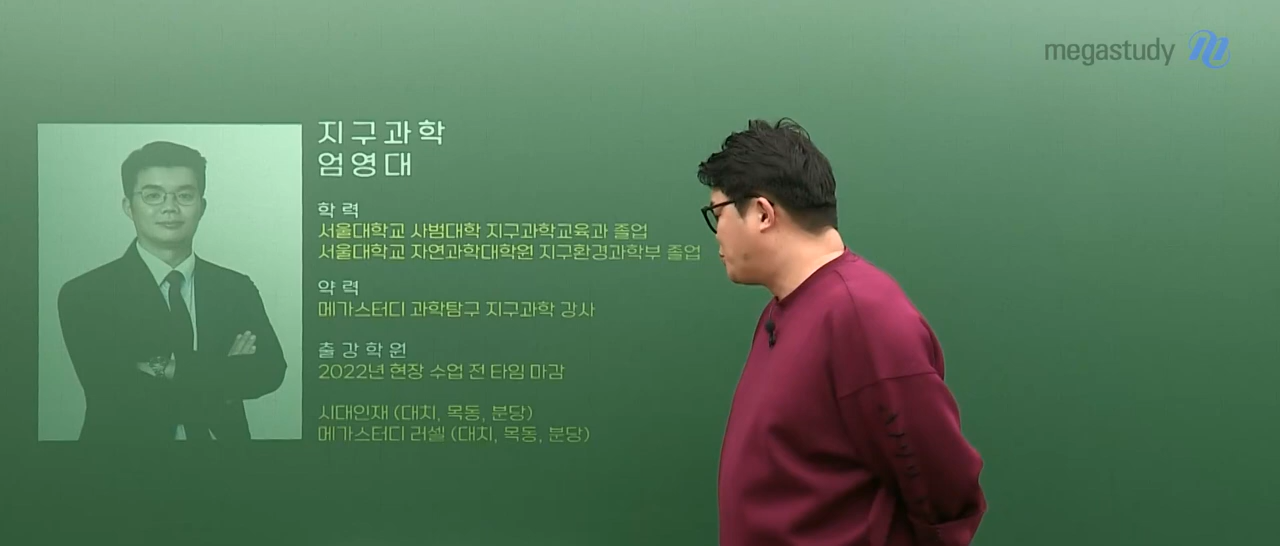 megastudy
지구과학
엄영대
학력
서울대학교 사범대학 지구과학교육과 졸업
서울대학교 자연과학대학원 지구환경과학부 졸업
약력
메가스터디 과학탐구 지구과학 강사
출강학원
2022년 현장 수업 전 타임 마감
시대인재 (대치, 목동, 분당)
메가스터디 러셀 (대치, 목동, 분당)